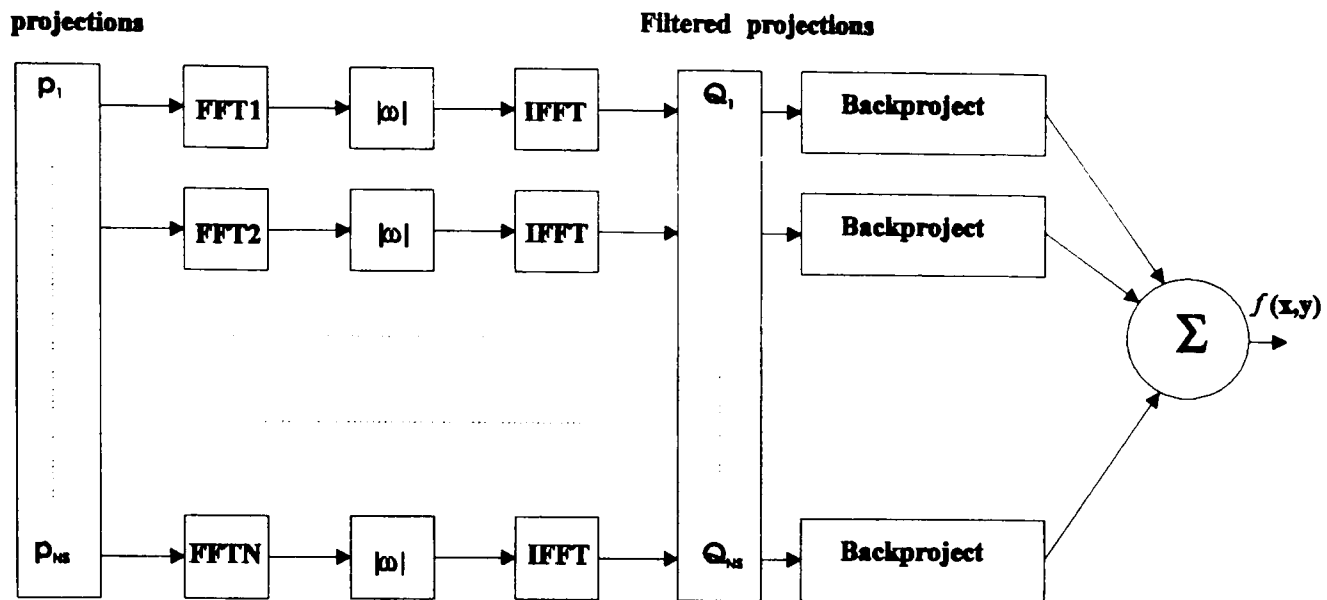 projections
Filtered projections
P₁ FFT1 |ω| IFFT Q₁ Backproject
FFT2 |ω| IFFT Backproject
Σ f(x,y)
P_NS FFTN |ω| IFFT Q_NS Backproject